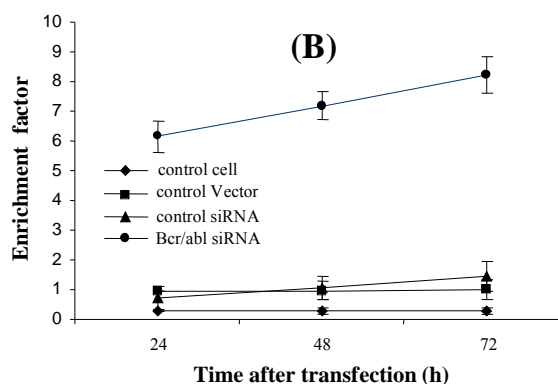 (B)
10
9
8
7
6
5
4
3
2
1
0
Enrichment factor
control cell
control Vector
control siRNA
Bcr/abl siRNA
24 48 72
Time after transfection (h)